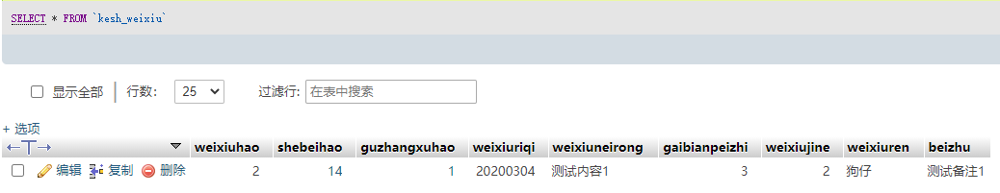 SELECT * FROM `kesh_weixiu`
显示全部 行数： 25 过滤行: 在表中搜索
+ 选项
←T→ weixiuhao shebeihao guzhangxuhao weixiuriqi weixiuneirong gaibianpeizhi weixiujine weixiuren beizhu
编辑 复制 删除 2 14 1 20200304 测试内容1 3 2 狗仔 测试备注1